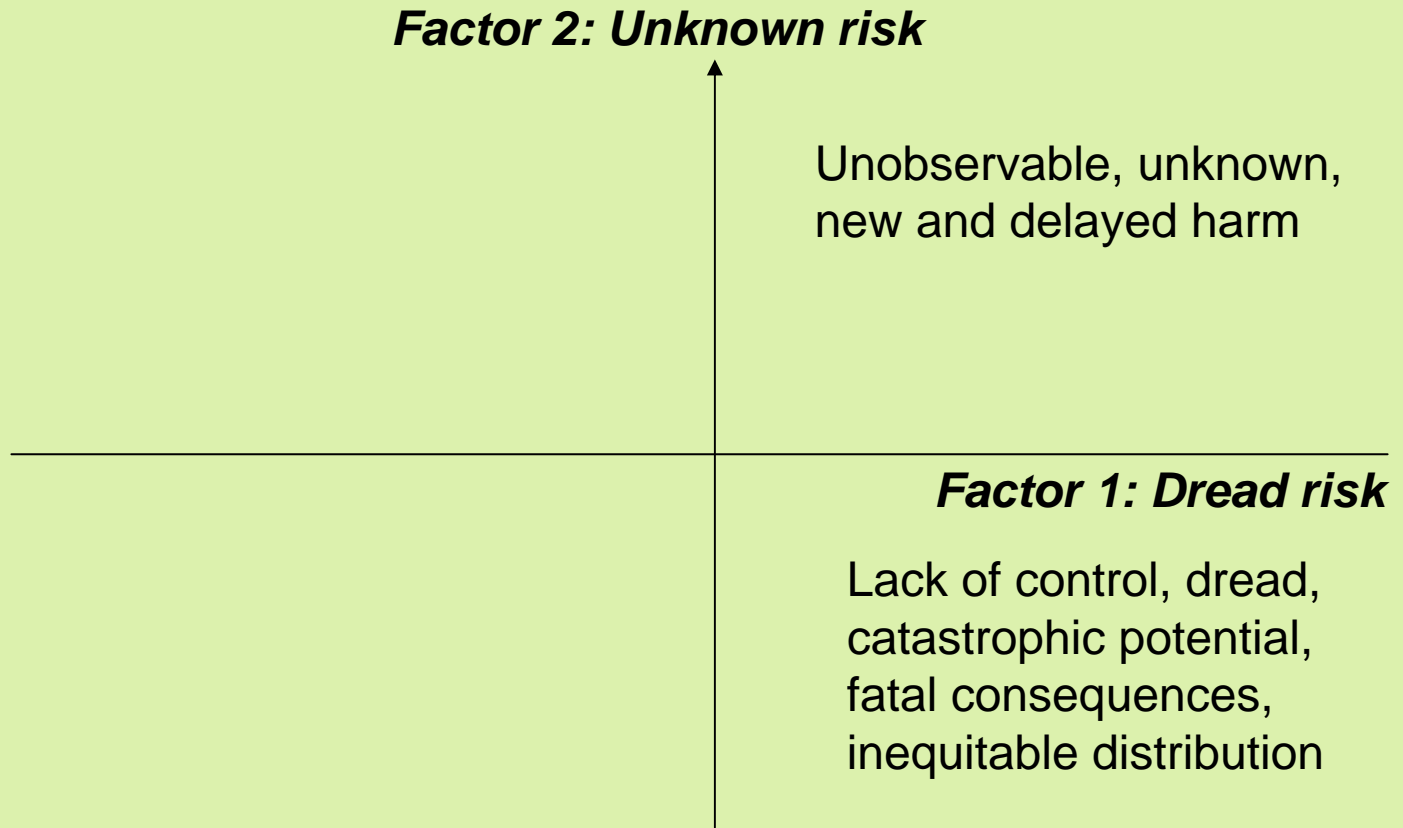 Factor 2: Unknown risk
Unobservable, unknown,
new and delayed harm
Factor 1: Dread risk
Lack of control, dread,
catastrophic potential,
fatal consequences,
inequitable distribution